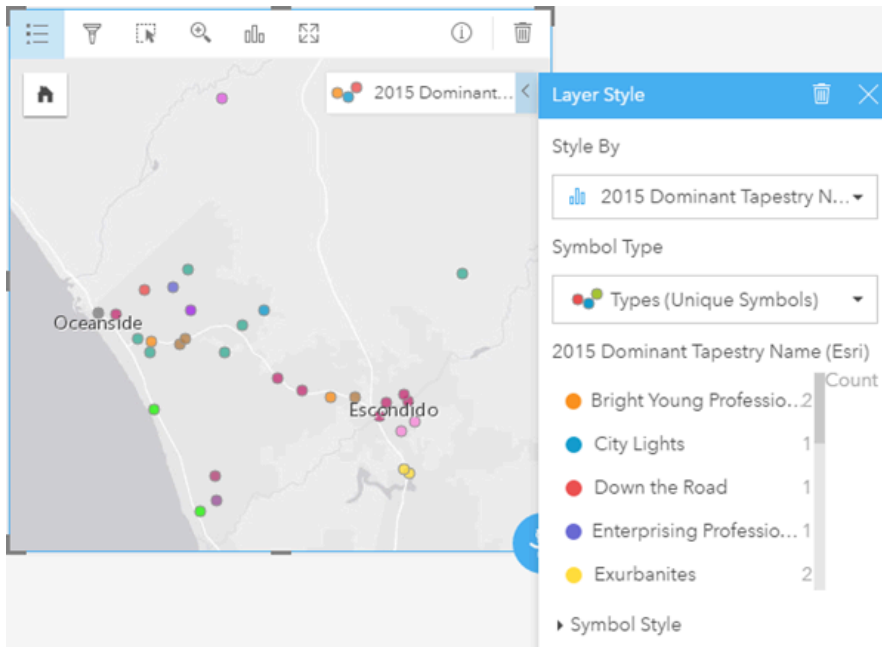 2015 Dominant...
Oceanside
Escondido
Layer Style
Style By
2015 Dominant Tapestry N...
Symbol Type
Types (Unique Symbols)
2015 Dominant Tapestry Name (Esri)
Count
Bright Young Professio...2
City Lights 1
Down the Road 1
Enterprising Professio... 1
Exurbanites 2
Symbol Style